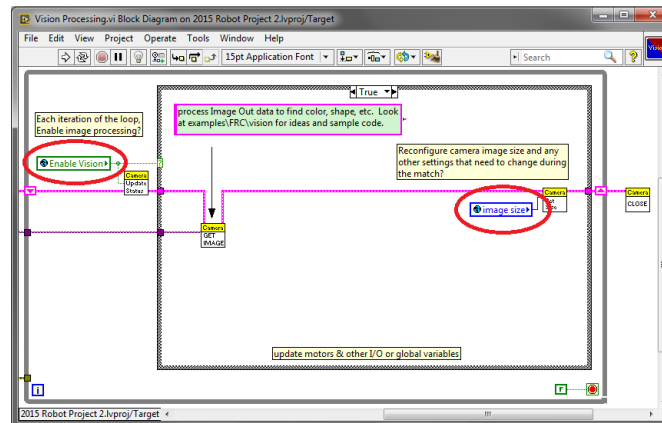 Vision Processing.vi Block Diagram on 2015 Robot Project 2.lvproj/Target
File Edit View Project Operate Tools Window Help
15pt Application Font
Search
Visio
True
process Image Out data to find color, shape, etc. Look
at examples\FRC\vision for ideas and sample code.
Each iteration of the loop,
Enable image processing?
Reconfigure camera image size and any
other settings that need to change during
the match?
Enable Vision
?
Camera
Update
Status
Camera
GET
IMAGE
image size
Camera
Set
Size
Camera
CLOSE
update motors & other I/O or global variables
i
2015 Robot Project 2.lvproj/Target